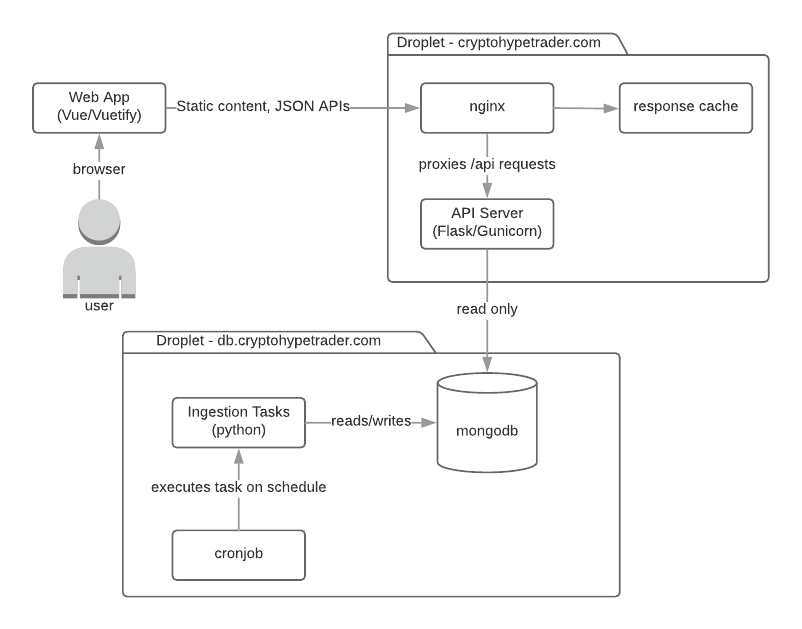 Droplet - cryptohypetrader.com
Web App
(Vue/Vuetify)
Static content, JSON APIs
nginx
response cache
browser
proxies /api requests
API Server
(Flask/Gunicorn)
user
read only
Droplet - db.cryptohypetrader.com
Ingestion Tasks
(python)
reads/writes
mongodb
executes task on schedule
cronjob